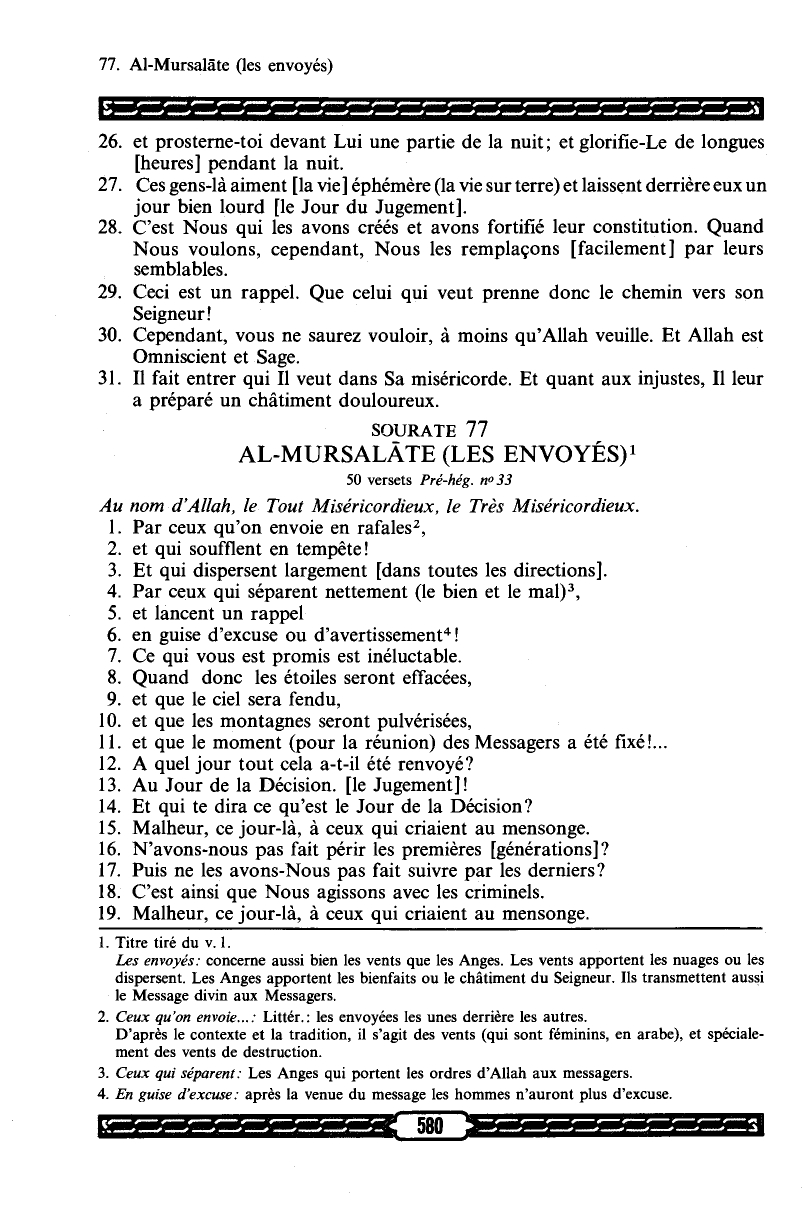 77. Al-Mursalāte (les envoyés)
26. et prosterne-toi devant Lui une partie de la nuit; et glorifie-Le de longues
[heures] pendant la nuit.
27. Ces gens-là aiment [la vie] éphémère (la vie sur terre) et laissent derrière eux un
jour bien lourd [le Jour du Jugement].
28. C'est Nous qui les avons créés et avons fortifié leur constitution. Quand
Nous voulons, cependant, Nous les remplaçons [facilement] par leurs
semblables.
29. Ceci est un rappel. Que celui qui veut prenne donc le chemin vers son
Seigneur!
30. Cependant, vous ne saurez vouloir, à moins qu'Allah veuille. Et Allah est
Omniscient et Sage.
31. Il fait entrer qui Il veut dans Sa miséricorde. Et quant aux injustes, Il leur
a préparé un châtiment douloureux.
SOURATE 77
AL-MURSALĀTE (LES ENVOYÉS)¹
50 versets Pré-hég. nº 33
Au nom d'Allah, le Tout Miséricordieux, le Très Miséricordieux.
1. Par ceux qu'on envoie en rafales²,
2. et qui soufflent en tempête!
3. Et qui dispersent largement [dans toutes les directions].
4. Par ceux qui séparent nettement (le bien et le mal)³,
5. et lancent un rappel
6. en guise d'excuse ou d'avertissement⁴!
7. Ce qui vous est promis est inéluctable.
8. Quand donc les étoiles seront effacées,
9. et que le ciel sera fendu,
10. et que les montagnes seront pulvérisées,
11. et que le moment (pour la réunion) des Messagers a été fixé!...
12. A quel jour tout cela a-t-il été renvoyé?
13. Au Jour de la Décision. [le Jugement]!
14. Et qui te dira ce qu'est le Jour de la Décision?
15. Malheur, ce jour-là, à ceux qui criaient au mensonge.
16. N'avons-nous pas fait périr les premières [générations]?
17. Puis ne les avons-Nous pas fait suivre par les derniers?
18. C'est ainsi que Nous agissons avec les criminels.
19. Malheur, ce jour-là, à ceux qui criaient au mensonge.
1. Titre tiré du v. 1.
Les envoyés: concerne aussi bien les vents que les Anges. Les vents apportent les nuages ou les
dispersent. Les Anges apportent les bienfaits ou le châtiment du Seigneur. Ils transmettent aussi
le Message divin aux Messagers.
2. Ceux qu'on envoie...: Littér.: les envoyées les unes derrière les autres.
D'après le contexte et la tradition, il s'agit des vents (qui sont féminins, en arabe), et spéciale-
ment des vents de destruction.
3. Ceux qui séparent: Les Anges qui portent les ordres d'Allah aux messagers.
4. En guise d'excuse: après la venue du message les hommes n'auront plus d'excuse.
580